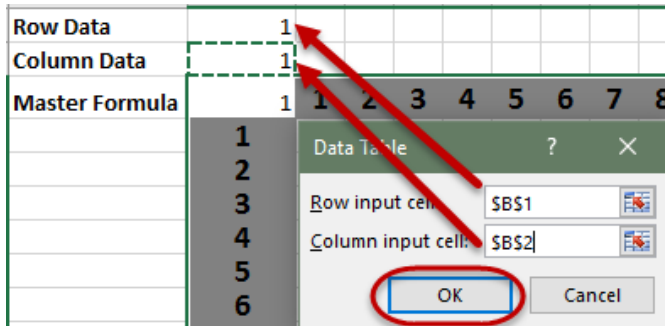 Row Data 1
Column Data 1
Master Formula 1 1 2 3 4 5 6 7 8
1
2
3
4
5
6
Data Table ? ×
Row input cell: $B$1
Column input cell: $B$2
OK Cancel